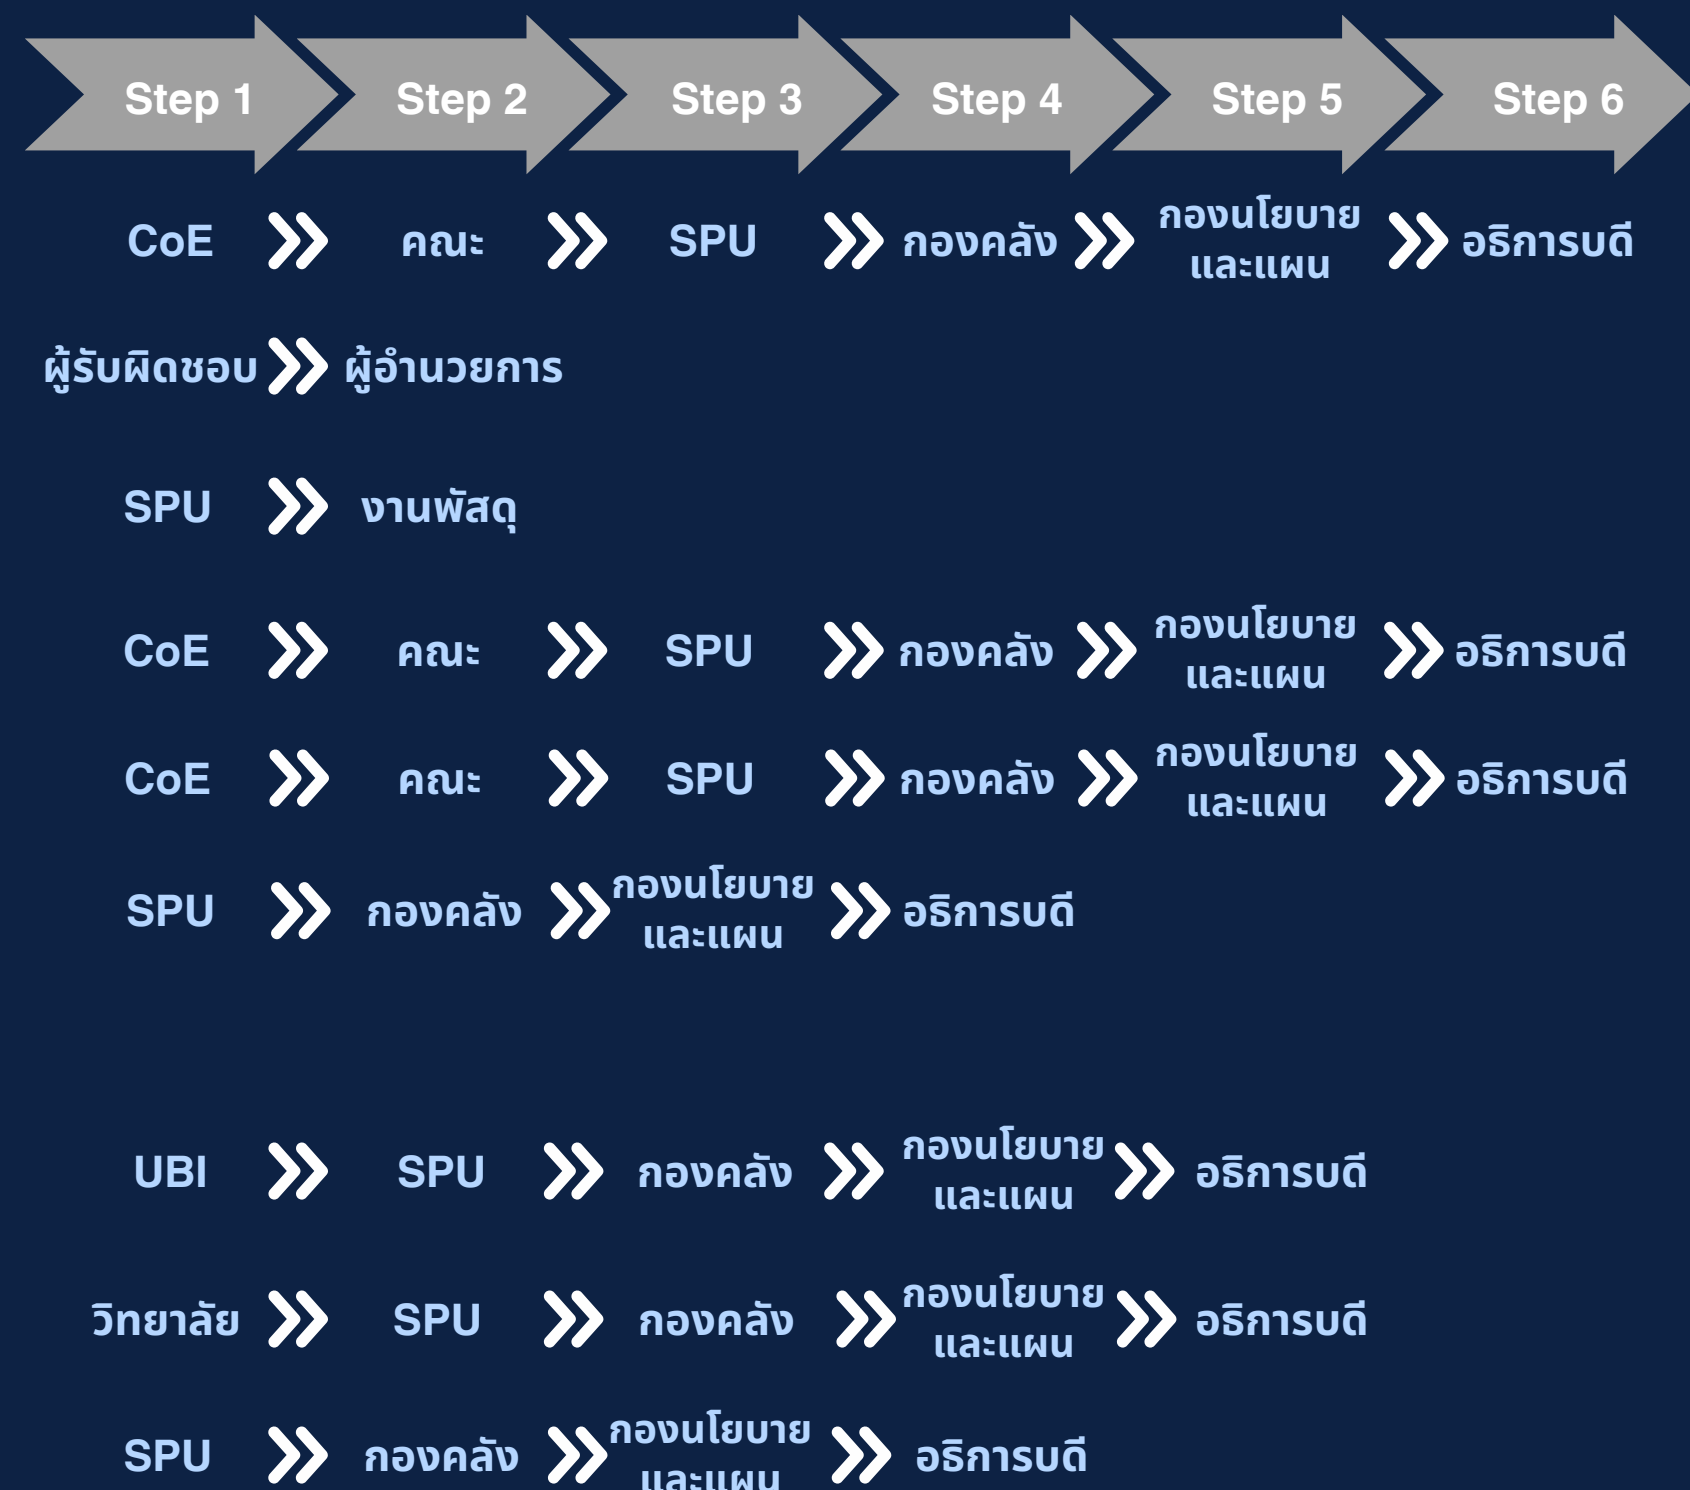 Step 1 Step 2 Step 3 Step 4 Step 5 Step 6
CoE คณะ SPU กองคลัง กองนโยบาย อธิการบดี
และแผน
ผู้รับผิดชอบ ผู้อำนวยการ
SPU งานพัสดุ
CoE คณะ SPU กองคลัง กองนโยบาย อธิการบดี
และแผน
CoE คณะ SPU กองคลัง กองนโยบาย อธิการบดี
และแผน
SPU กองคลัง กองนโยบาย อธิการบดี
และแผน
UBI SPU กองคลัง กองนโยบาย อธิการบดี
และแผน
วิทยาลัย SPU กองคลัง กองนโยบาย อธิการบดี
และแผน
SPU กองคลัง กองนโยบาย อธิการบดี
และแผน